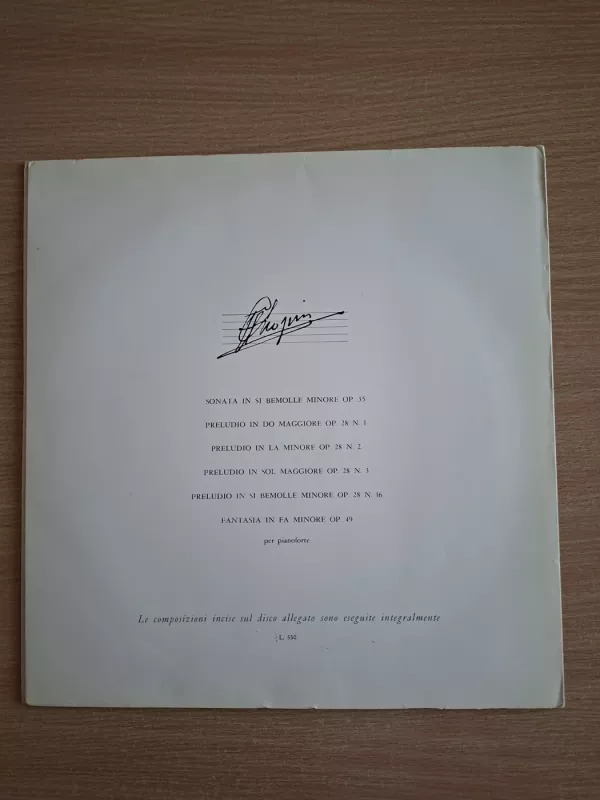 Chopin
SONATA IN SI BEMOLLE MINORE OP. 35
PRELUDIO IN DO MAGGIORE OP. 28 N. 1
PRELUDIO IN LA MINORE OP. 28 N. 2
PRELUDIO IN SOL MAGGIORE OP. 28 N. 3
PRELUDIO IN SI BEMOLLE MINORE OP. 28 N. 16
FANTASIA IN FA MINORE OP. 49
per pianoforte
Le composizioni incise sul disco allegato sono eseguite integralmente
L. 550